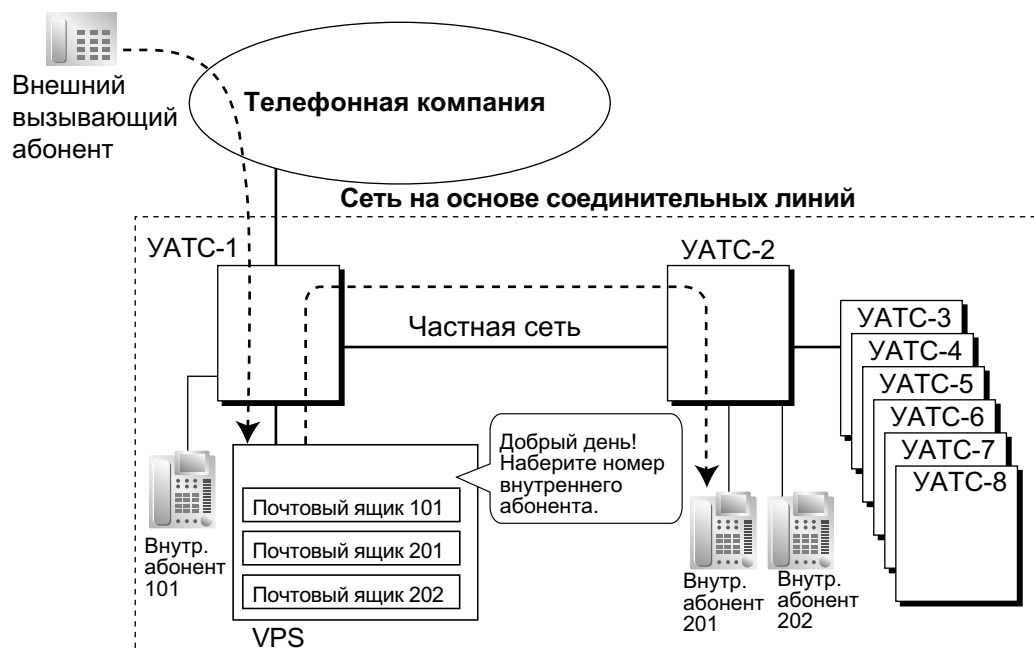 Внешний
вызывающий
абонент
Телефонная компания
Сеть на основе соединительных линий
УАТС-1
УАТС-2
Частная сеть
УАТС-3
УАТС-4
УАТС-5
УАТС-6
УАТС-7
УАТС-8
Добрый день!
Наберите номер
внутреннего
абонента.
Почтовый ящик 101
Почтовый ящик 201
Почтовый ящик 202
VPS
Внутр.
абонент
101
Внутр.
абонент
201
Внутр.
абонент
202